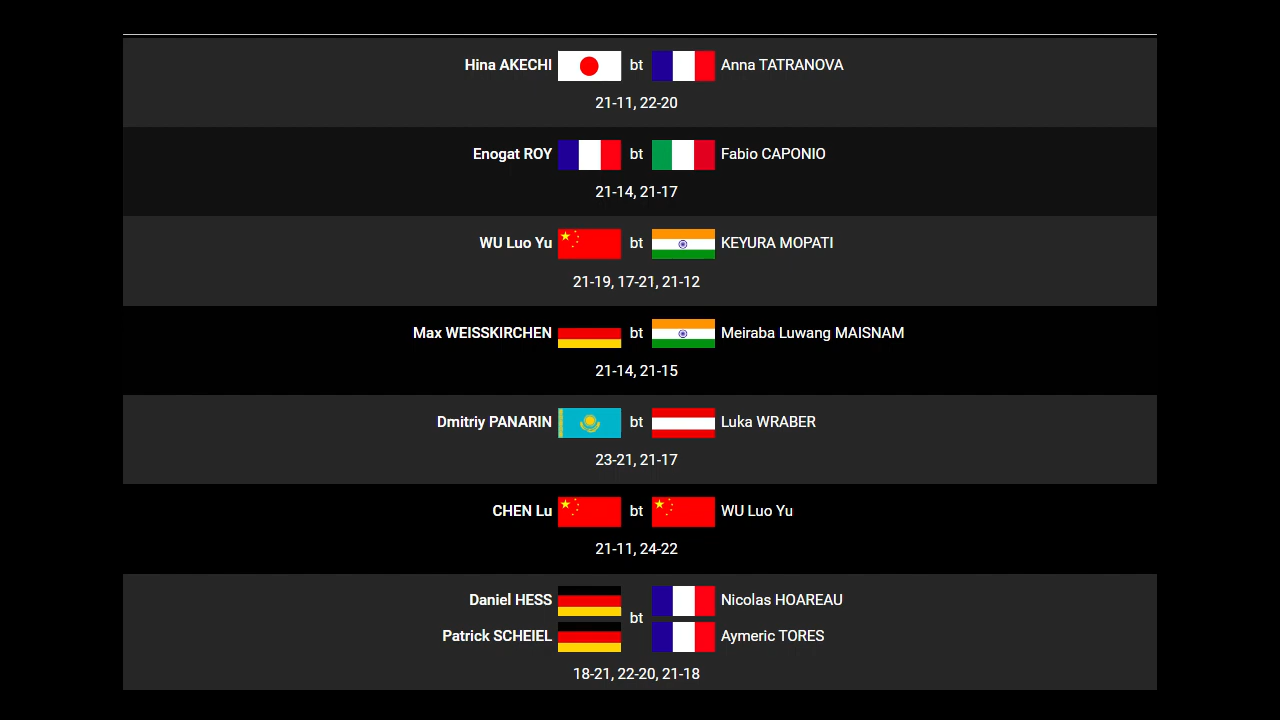 Hina AKECHI bt Anna TATRANOVA
21-11, 22-20
Enogat ROY bt Fabio CAPONIO
21-14, 21-17
WU Luo Yu bt KEYURA MOPATI
21-19, 17-21, 21-12
Max WEISSKIRCHEN bt Meiraba Luwang MAISNAM
21-14, 21-15
Dmitriy PANARIN bt Luka WRABER
23-21, 21-17
CHEN Lu bt WU Luo Yu
21-11, 24-22
Daniel HESS Nicolas HOAREAU
bt
Patrick SCHEIEL Aymeric TORES
18-21, 22-20, 21-18